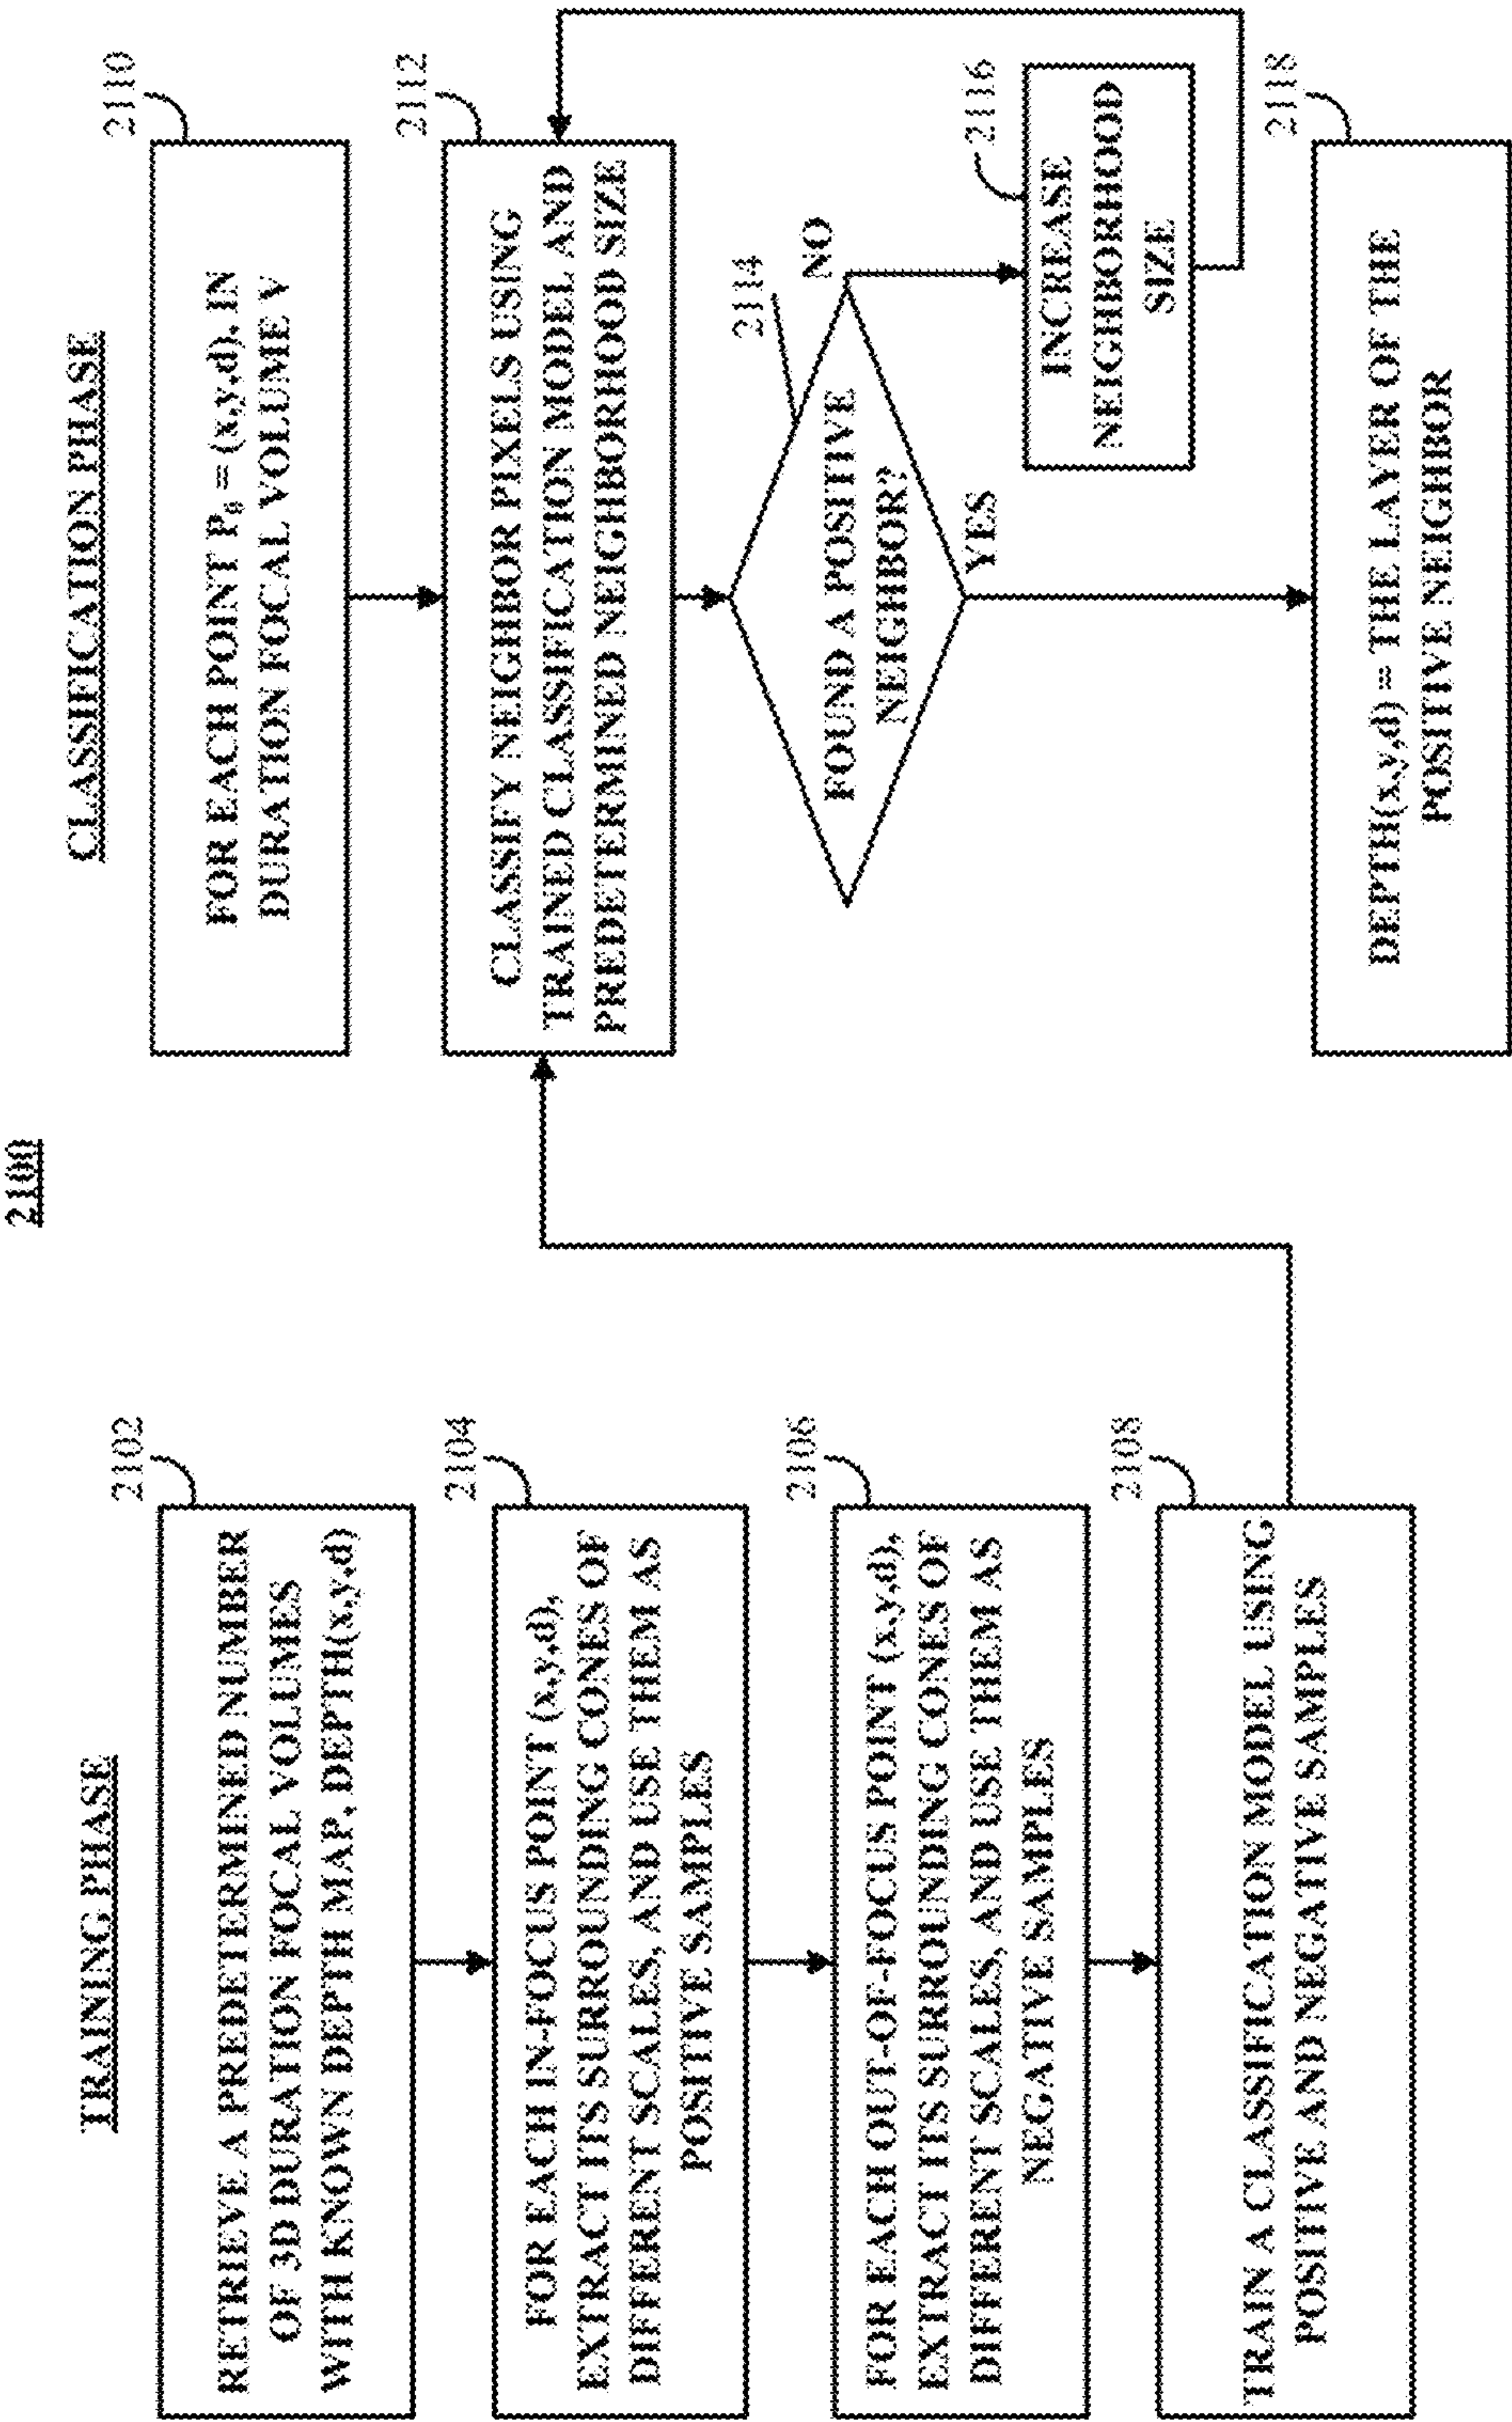 2100
TRAINING PHASE
2102
RETRIEVE A PREDETERMINED NUMBER
OF 3D DURATION FOCAL VOLUMES
WITH KNOWN DEPTH MAP, DEPTH(x,y,d)
2104
FOR EACH IN-FOCUS POINT (x,y,d),
EXTRACT ITS SURROUNDING CONES OF
DIFFERENT SCALES, AND USE THEM AS
POSITIVE SAMPLES
2106
FOR EACH OUT-OF-FOCUS POINT (x,y,d),
EXTRACT ITS SURROUNDING CONES OF
DIFFERENT SCALES, AND USE THEM AS
NEGATIVE SAMPLES
2108
TRAIN A CLASSIFICATION MODEL USING
POSITIVE AND NEGATIVE SAMPLES
CLASSIFICATION PHASE
2110
FOR EACH POINT P₀ = (x,y,d), IN
DURATION FOCAL VOLUME V
2112
CLASSIFY NEIGHBOR PIXELS USING
TRAINED CLASSIFICATION MODEL AND
PREDETERMINED NEIGHBORHOOD SIZE
2114
FOUND A POSITIVE
NEIGHBOR?
NO
2116
INCREASE
NEIGHBORHOOD
SIZE
YES
2118
DEPTH(x,y,d) = THE LAYER OF THE
POSITIVE NEIGHBOR